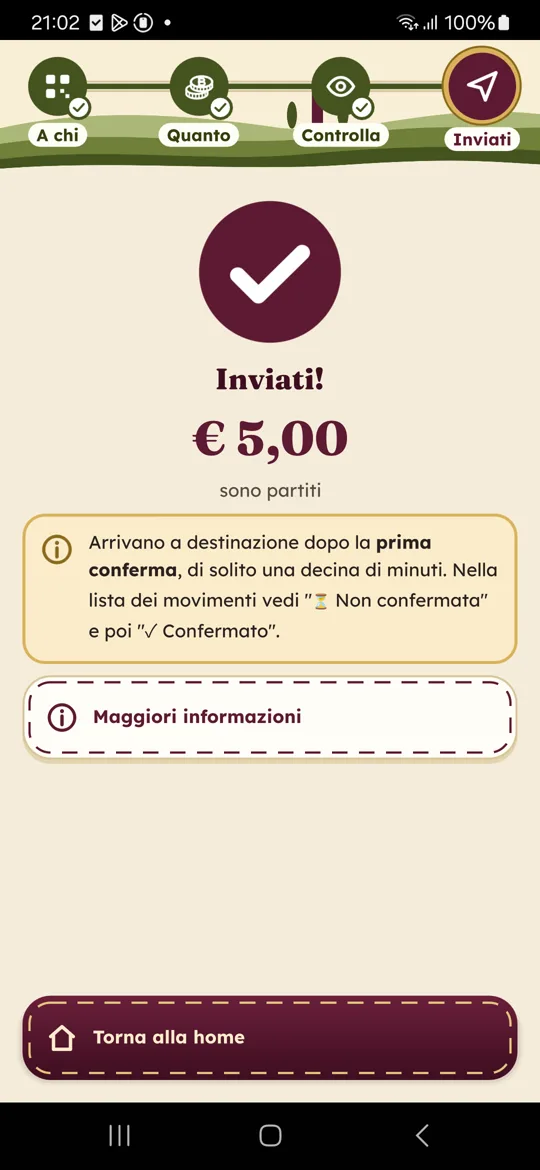 21:02
100%
A chi
Quanto
Controlla
Inviati
Inviati!
€ 5,00
sono partiti
Arrivano a destinazione dopo la prima
conferma, di solito una decina di minuti. Nella
lista dei movimenti vedi "⏳ Non confermata"
e poi "✓ Confermato".
Maggiori informazioni
Torna alla home